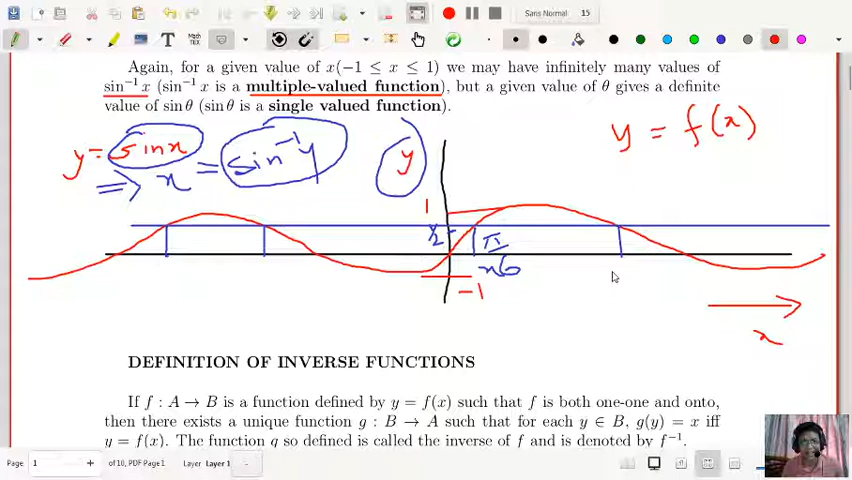 Sans Normal 15
T Math TEX
Again, for a given value of x(−1 ≤ x ≤ 1) we may have infinitely many values of
sin⁻¹ x (sin⁻¹ x is a multiple-valued function), but a given value of θ gives a definite
value of sin θ (sin θ is a single valued function).
y = sinx
⇒ x = sin⁻¹y
y
y = f(x)
1
½
π
6
x
−1
x
DEFINITION OF INVERSE FUNCTIONS
If f : A → B is a function defined by y = f(x) such that f is both one-one and onto,
then there exists a unique function g : B → A such that for each y ∈ B, g(y) = x iff
y = f(x). The function g so defined is called the inverse of f and is denoted by f⁻¹.
Page 1 of 10, PDF Page 1 Layer Layer 1